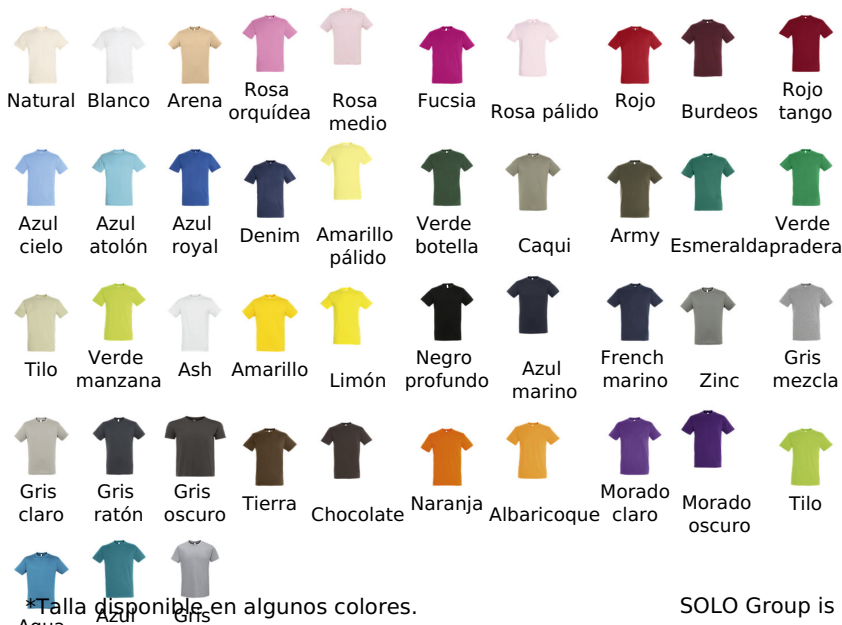 Natural Blanco Arena Rosa orquídea Rosa medio Fucsia Rosa pálido Rojo Burdeos Rojo tango
Azul cielo Azul atolón Azul royal Denim Amarillo pálido Verde botella Caqui Army Esmeralda Verde pradera
Tilo Verde manzana Ash Amarillo Limón Negro profundo Azul marino French marino Zinc Gris mezcla
Gris claro Gris ratón Gris oscuro Tierra Chocolate Naranja Albaricoque Morado claro Morado oscuro Tilo
Aqua Azul Gris
*Talla disponible en algunos colores. SOLO Group is